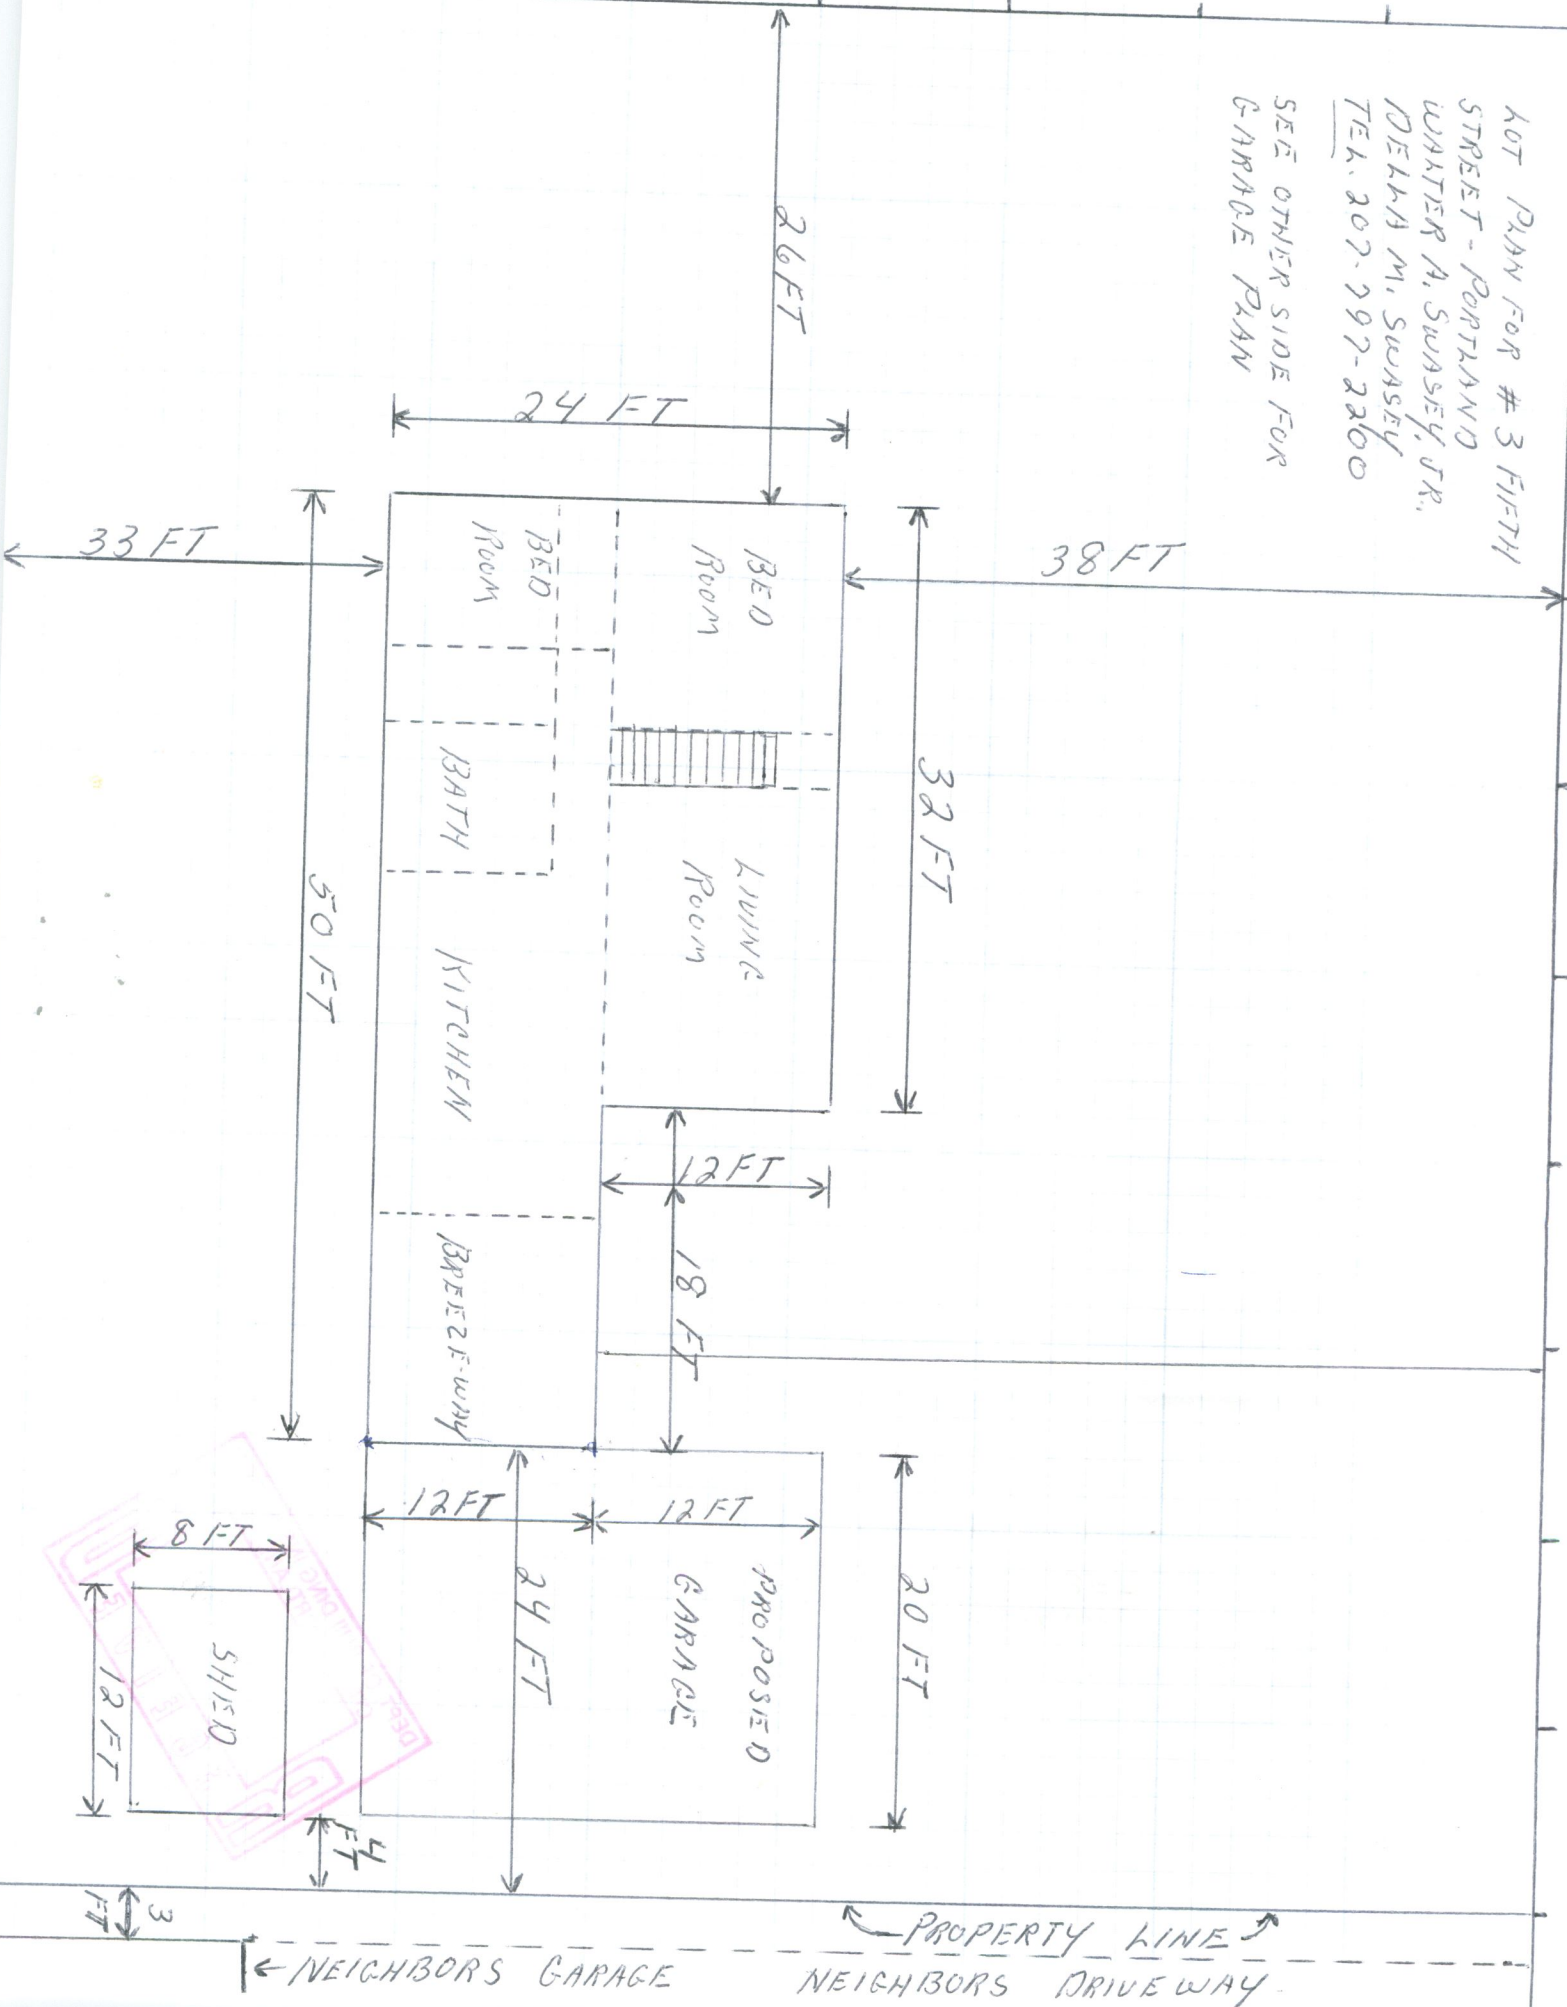 LOT PLAN FOR # 3 FIFTH
STREET - PORTLAND
WALTER A. SWASEY, JR.
DELLA M. SWASEY
TEL. 207-797-2200
SEE OTHER SIDE FOR
GARAGE PLAN
26 FT
24 FT
33 FT
38 FT
BED
ROOM
BED
ROOM
32 FT
BATH
LIVING
ROOM
50 FT
KITCHEN
12 FT
18 FT
BREEZEWAY
12 FT
12 FT
8 FT
24 FT
20 FT
PROPOSED
GARAGE
SHED
12 FT
4
FT
3
FT
PROPERTY LINE
NEIGHBORS GARAGE
NEIGHBORS DRIVEWAY
DEPT